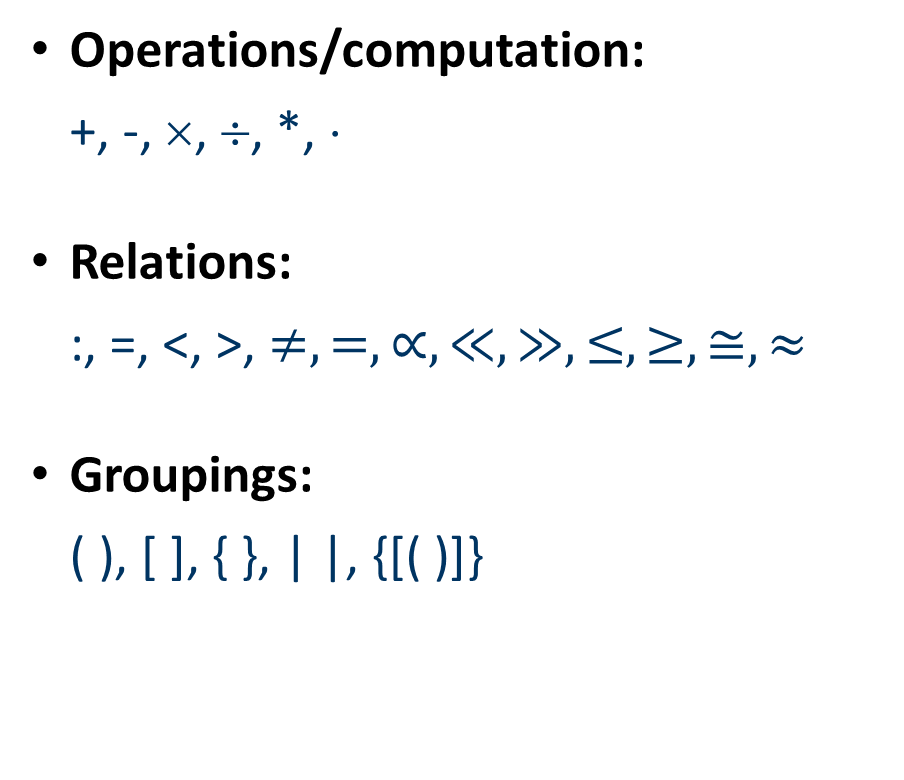 • Operations/computation:
+, -, ×, ÷, *, ·
• Relations:
:, =, <, >, ≠, =, ∝, ≪, ≫, ≤, ≥, ≅, ≈
• Groupings:
( ), [ ], { }, | |, {[( )]}